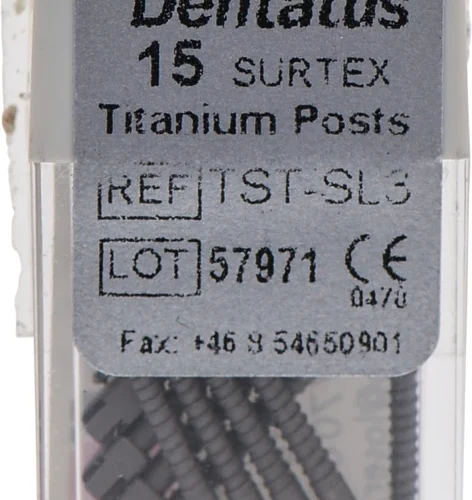 Dentatus
15 SURTEX
Titanium Posts
REF TST-SL3
LOT 57971 CE
0470
Fax: +46 8 54650901